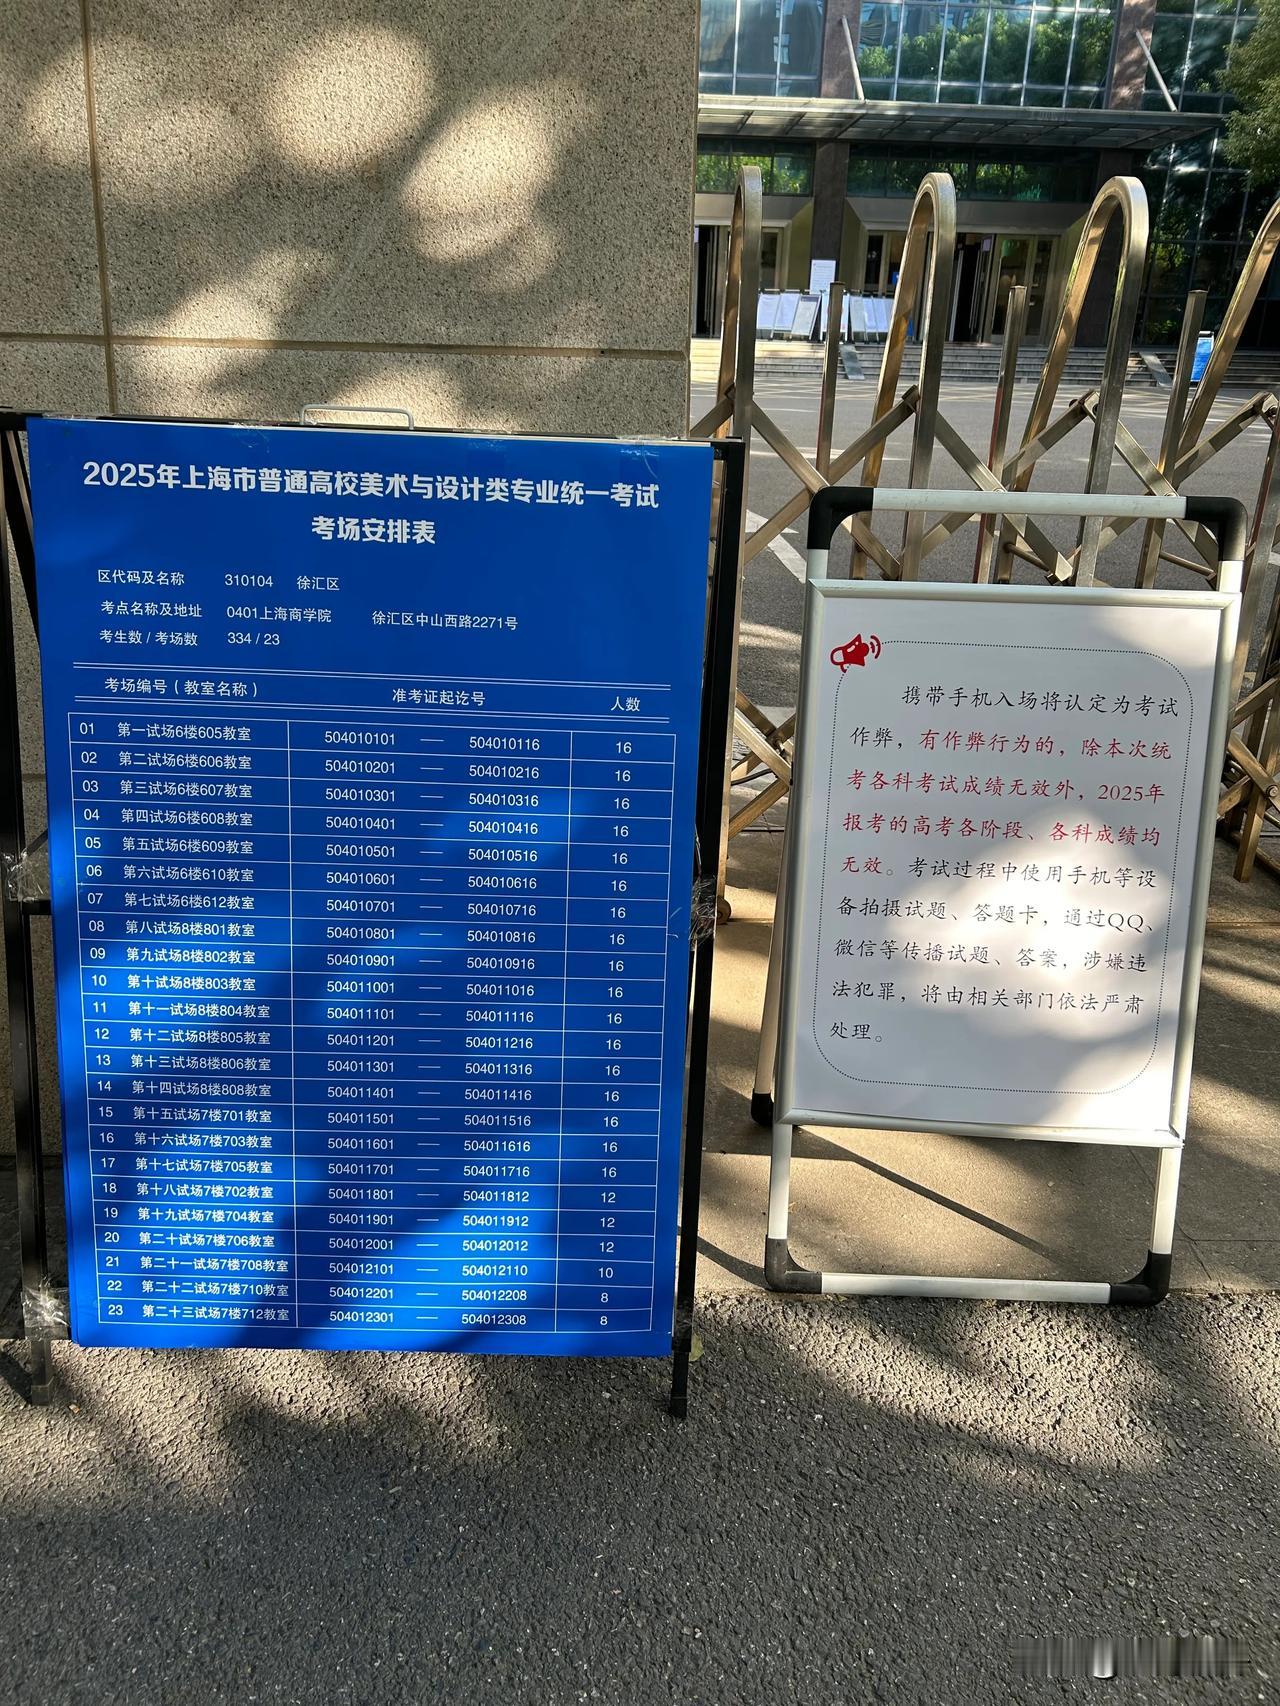 2025年上海市普通高校美术与设计类专业统一考试
考场安排表
区代码及名称 310104 徐汇区
考点名称及地址 0401上海商学院 徐汇区中山西路2271号
考生数 / 考场数 334 / 23
考场编号（教室名称） 准考证起讫号 人数
01 第一试场6楼605教室 504010101 — 504010116 16
02 第二试场6楼606教室 504010201 — 504010216 16
03 第三试场6楼607教室 504010301 — 504010316 16
04 第四试场6楼608教室 504010401 — 504010416 16
05 第五试场6楼609教室 504010501 — 504010516 16
06 第六试场6楼610教室 504010601 — 504010616 16
07 第七试场6楼612教室 504010701 — 504010716 16
08 第八试场8楼801教室 504010801 — 504010816 16
09 第九试场8楼802教室 504010901 — 504010916 16
10 第十试场8楼803教室 504011001 — 504011016 16
11 第十一试场8楼804教室 504011101 — 504011116 16
12 第十二试场8楼805教室 504011201 — 504011216 16
13 第十三试场8楼806教室 504011301 — 504011316 16
14 第十四试场8楼808教室 504011401 — 504011416 16
15 第十五试场7楼701教室 504011501 — 504011516 16
16 第十六试场7楼703教室 504011601 — 504011616 16
17 第十七试场7楼705教室 504011701 — 504011716 16
18 第十八试场7楼702教室 504011801 — 504011812 12
19 第十九试场7楼704教室 504011901 — 504011912 12
20 第二十试场7楼706教室 504012001 — 504012012 12
21 第二十一试场7楼708教室 504012101 — 504012110 10
22 第二十二试场7楼710教室 504012201 — 504012208 8
23 第二十三试场7楼712教室 504012301 — 504012308 8
携带手机入场将认定为考试
作弊，有作弊行为的，除本次统
考各科考试成绩无效外，2025年
报考的高考各阶段、各科成绩均
无效。考试过程中使用手机等设
备拍摄试题、答题卡，通过QQ、
微信等传播试题、答案，涉嫌违
法犯罪，将由相关部门依法严肃
处理。